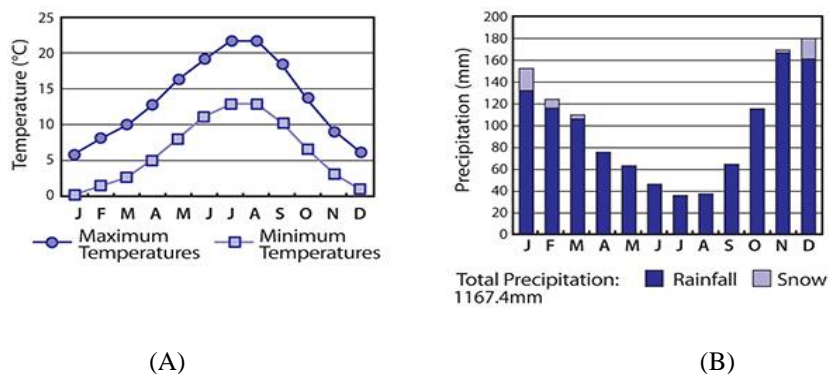 25
20
15
10
5
0
Temperature (°C)
J F M A M J J A S O N D
Maximum Temperatures
Minimum Temperatures
200
180
160
140
120
100
80
60
40
20
0
Precipitation (mm)
J F M A M J J A S O N D
Total Precipitation: 1167.4mm
Rainfall
Snow
(A)
(B)